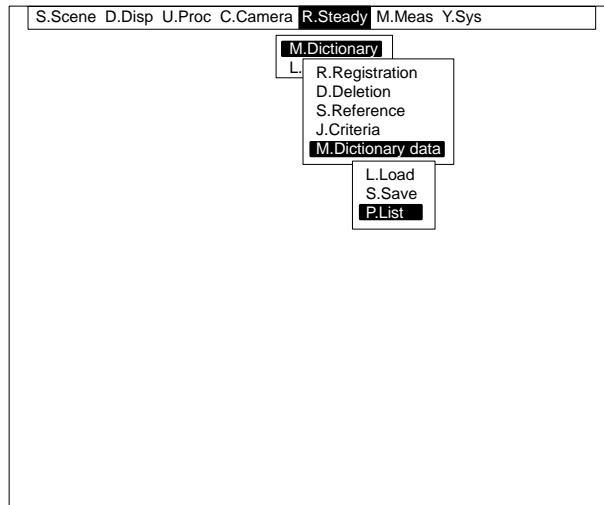 S.Scene D.Disp U.Proc C.Camera R.Steady M.Meas Y.Sys
M.Dictionary
L.
R.Registration
D.Deletion
S.Reference
J.Criteria
M.Dictionary data
L.Load
S.Save
P.List